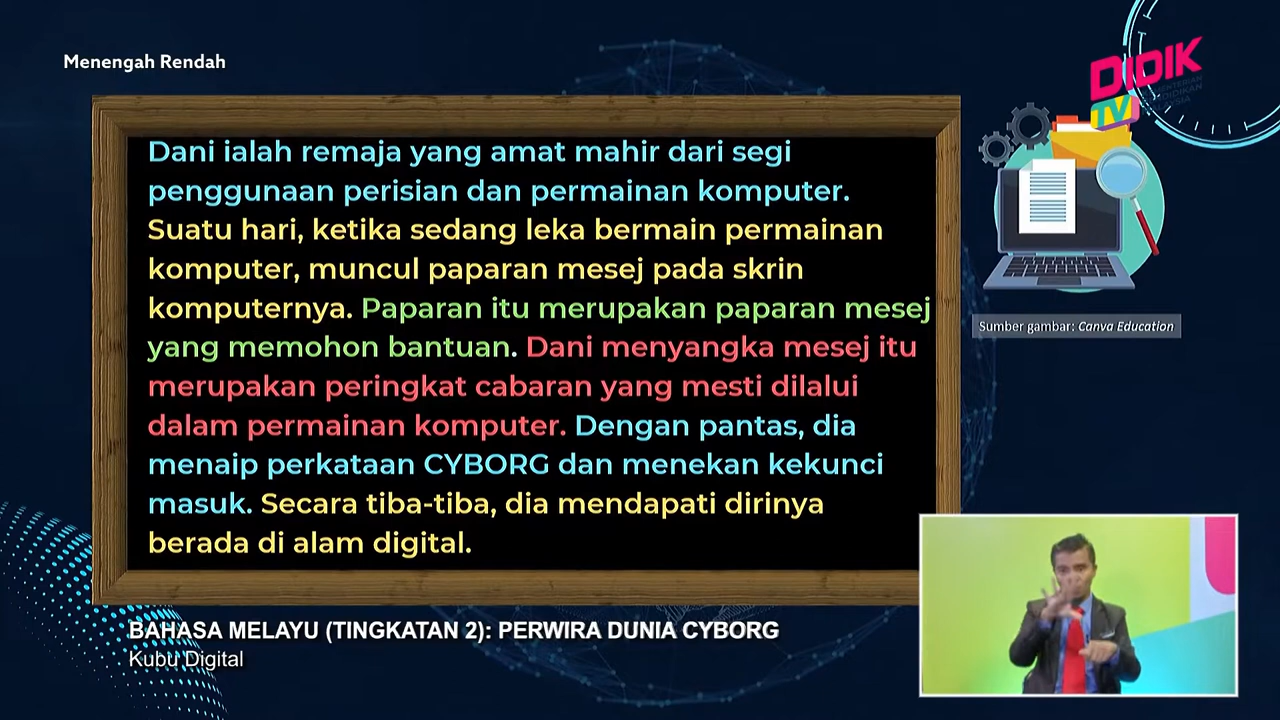 Menengah Rendah
DIDIK
TV
Dani ialah remaja yang amat mahir dari segi
penggunaan perisian dan permainan komputer.
Suatu hari, ketika sedang leka bermain permainan
komputer, muncul paparan mesej pada skrin
komputernya. Paparan itu merupakan paparan mesej
yang memohon bantuan. Dani menyangka mesej itu
merupakan peringkat cabaran yang mesti dilalui
dalam permainan komputer. Dengan pantas, dia
menaip perkataan CYBORG dan menekan kekunci
masuk. Secara tiba-tiba, dia mendapati dirinya
berada di alam digital.
Sumber gambar: Canva Education
BAHASA MELAYU (TINGKATAN 2): PERWIRA DUNIA CYBORG
Kubu Digital